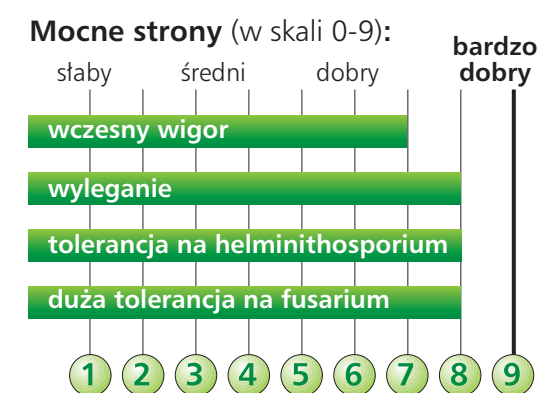 Mocne strony (w skali 0-9):
słaby średni dobry bardzo dobry
wczesny wigor
wyleganie
tolerancja na helminithosporium
duża tolerancja na fusarium
1 2 3 4 5 6 7 8 9